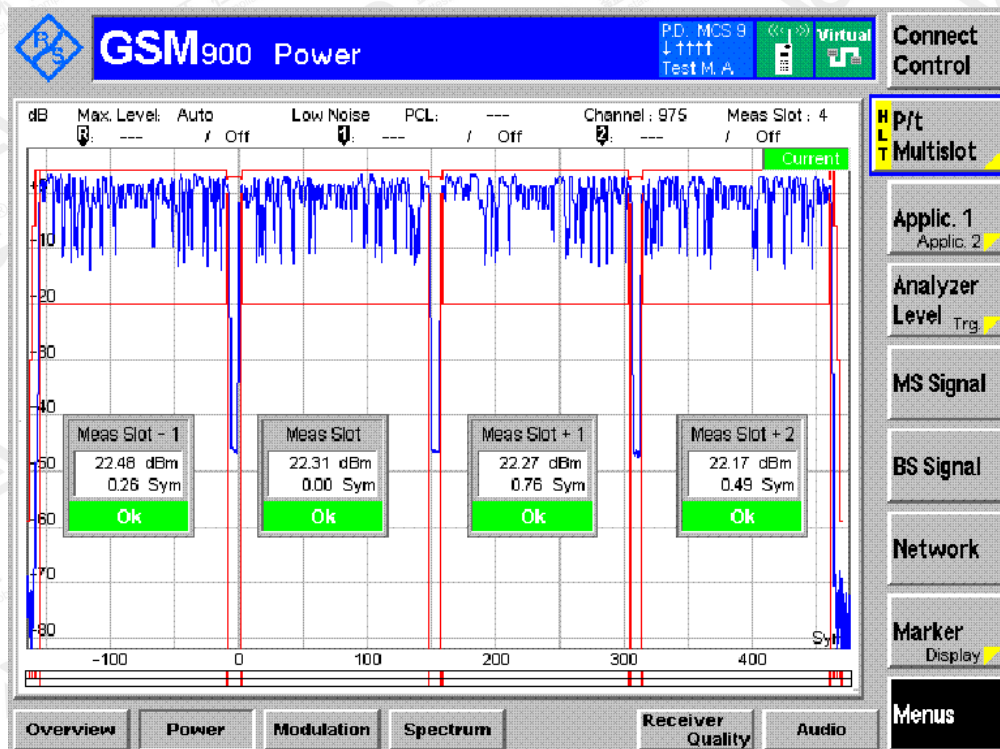 R&S
GSM900 Power
P.D. MCS 9
↓ ↑↑↑↑
Test M. A.
Virtual
Connect
Control
dB Max. Level: Auto Low Noise PCL: --- Channel : 975 Meas Slot : 4
R: --- / Off 1: --- / Off 2: --- / Off
H
L
T
P/t
Multislot
Current
-10
-20
-30
-40
-50
-60
-70
-80
Applic. 1
Applic. 2
Analyzer
Level Trg.
MS Signal
BS Signal
Network
Marker
Display
Menus
Meas Slot - 1
22.48 dBm
0.26 Sym
Ok
Meas Slot
22.31 dBm
0.00 Sym
Ok
Meas Slot + 1
22.27 dBm
0.76 Sym
Ok
Meas Slot + 2
22.17 dBm
0.49 Sym
Ok
-100 0 100 200 300 400
Overview Power Modulation Spectrum Receiver Quality Audio